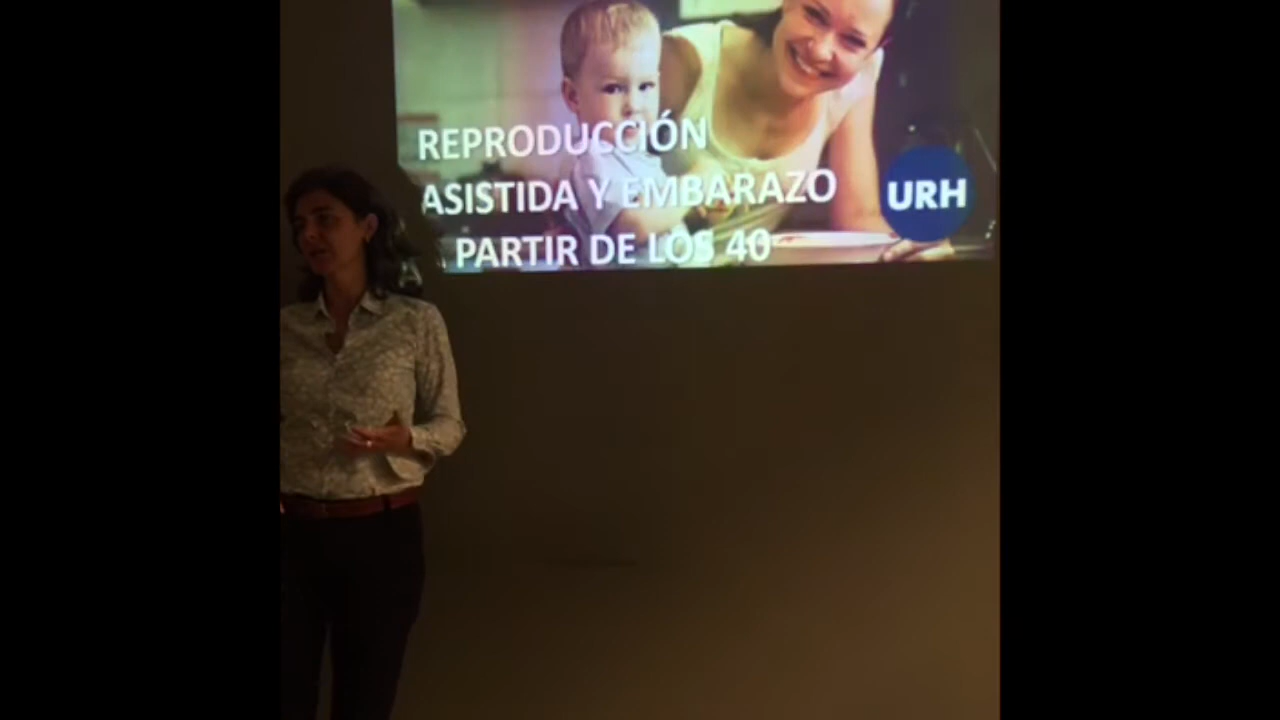 REPRODUCCIÓN
ASISTIDA Y EMBARAZO
PARTIR DE LOS 40
URH